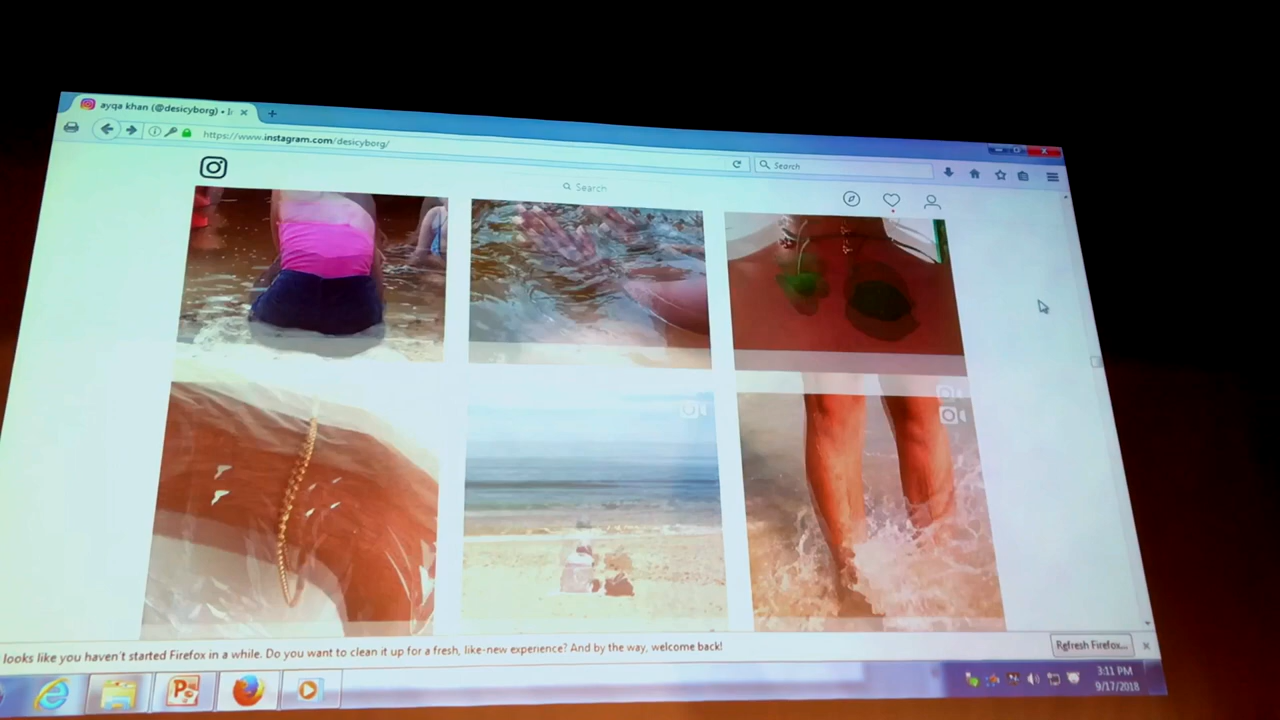 ayqa khan (@desicyborg) •
https://www.instagram.com/desicyborg/
Search
Search
looks like you haven't started Firefox in a while. Do you want to clean it up for a fresh, like-new experience? And by the way, welcome back!
Refresh Firefox...
3:11 PM
9/17/2018